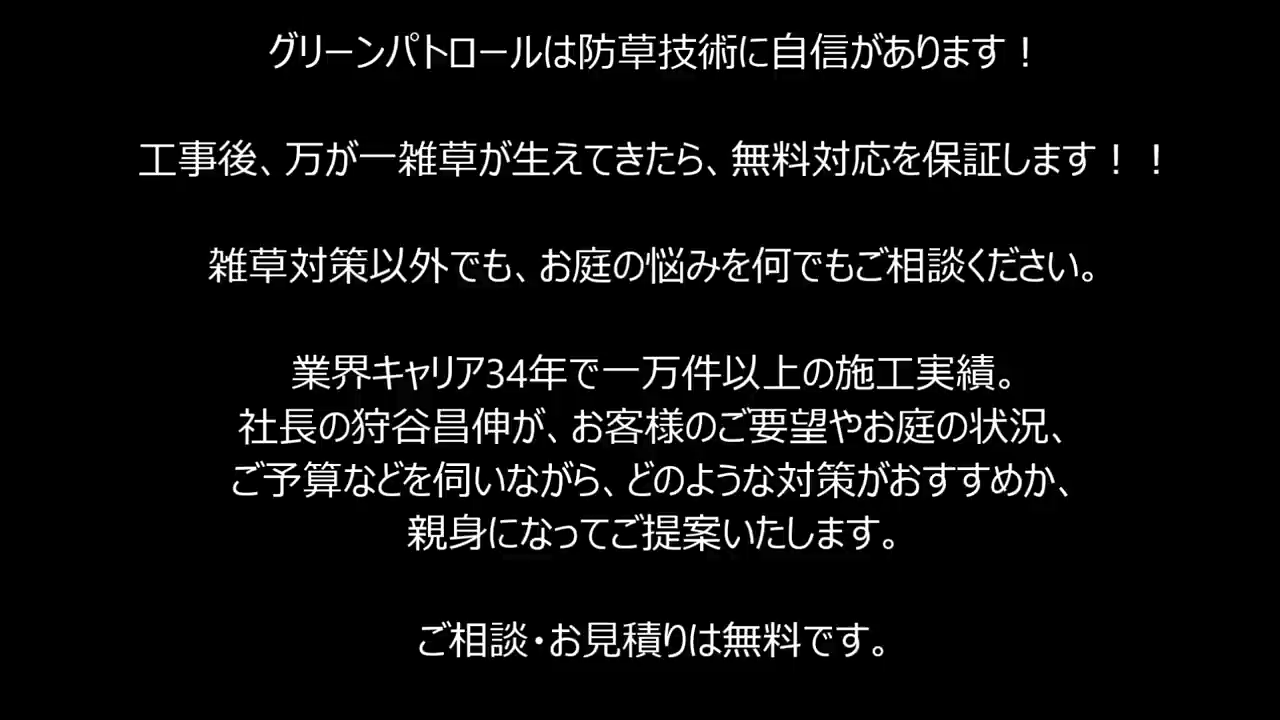 グリーンパトロールは防草技術に自信があります！
工事後、万が一雑草が生えてきたら、無料対応を保証します！！
雑草対策以外でも、お庭の悩みを何でもご相談ください。
業界キャリア34年で一万件以上の施工実績。
社長の狩谷昌伸が、お客様のご要望やお庭の状況、
ご予算などを伺いながら、どのような対策がおすすめか、
親身になってご提案いたします。
ご相談・お見積りは無料です。